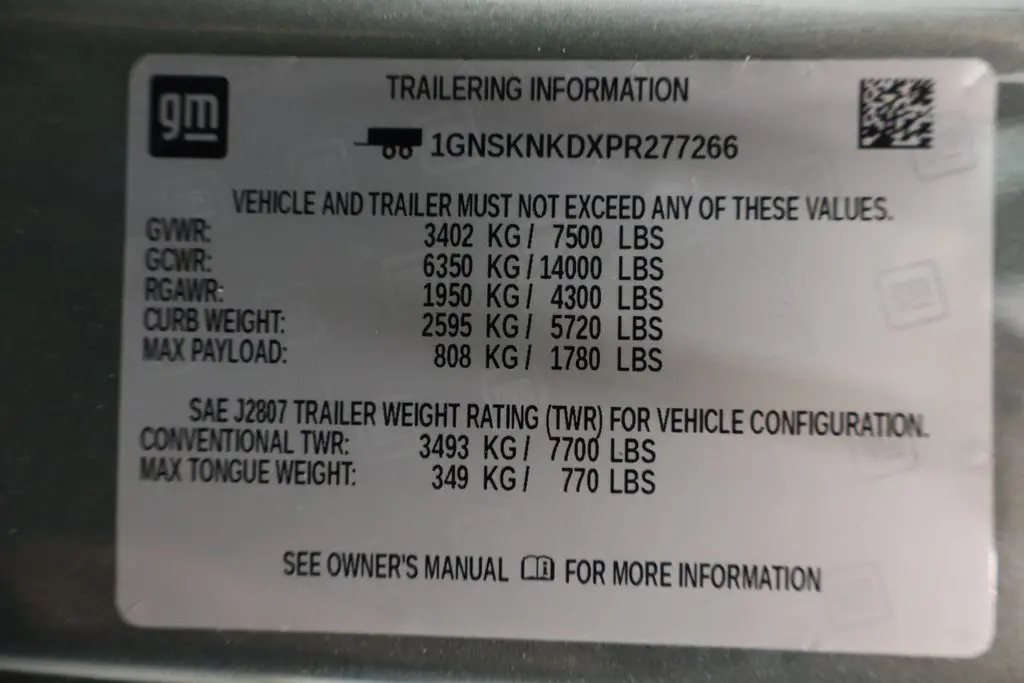 gm
TRAILERING INFORMATION
1GNSKNKDXPR277266
VEHICLE AND TRAILER MUST NOT EXCEED ANY OF THESE VALUES.
GVWR: 3402 KG / 7500 LBS
GCWR: 6350 KG / 14000 LBS
RGAWR: 1950 KG / 4300 LBS
CURB WEIGHT: 2595 KG / 5720 LBS
MAX PAYLOAD: 808 KG / 1780 LBS
SAE J2807 TRAILER WEIGHT RATING (TWR) FOR VEHICLE CONFIGURATION.
CONVENTIONAL TWR: 3493 KG / 7700 LBS
MAX TONGUE WEIGHT: 349 KG / 770 LBS
SEE OWNER'S MANUAL FOR MORE INFORMATION